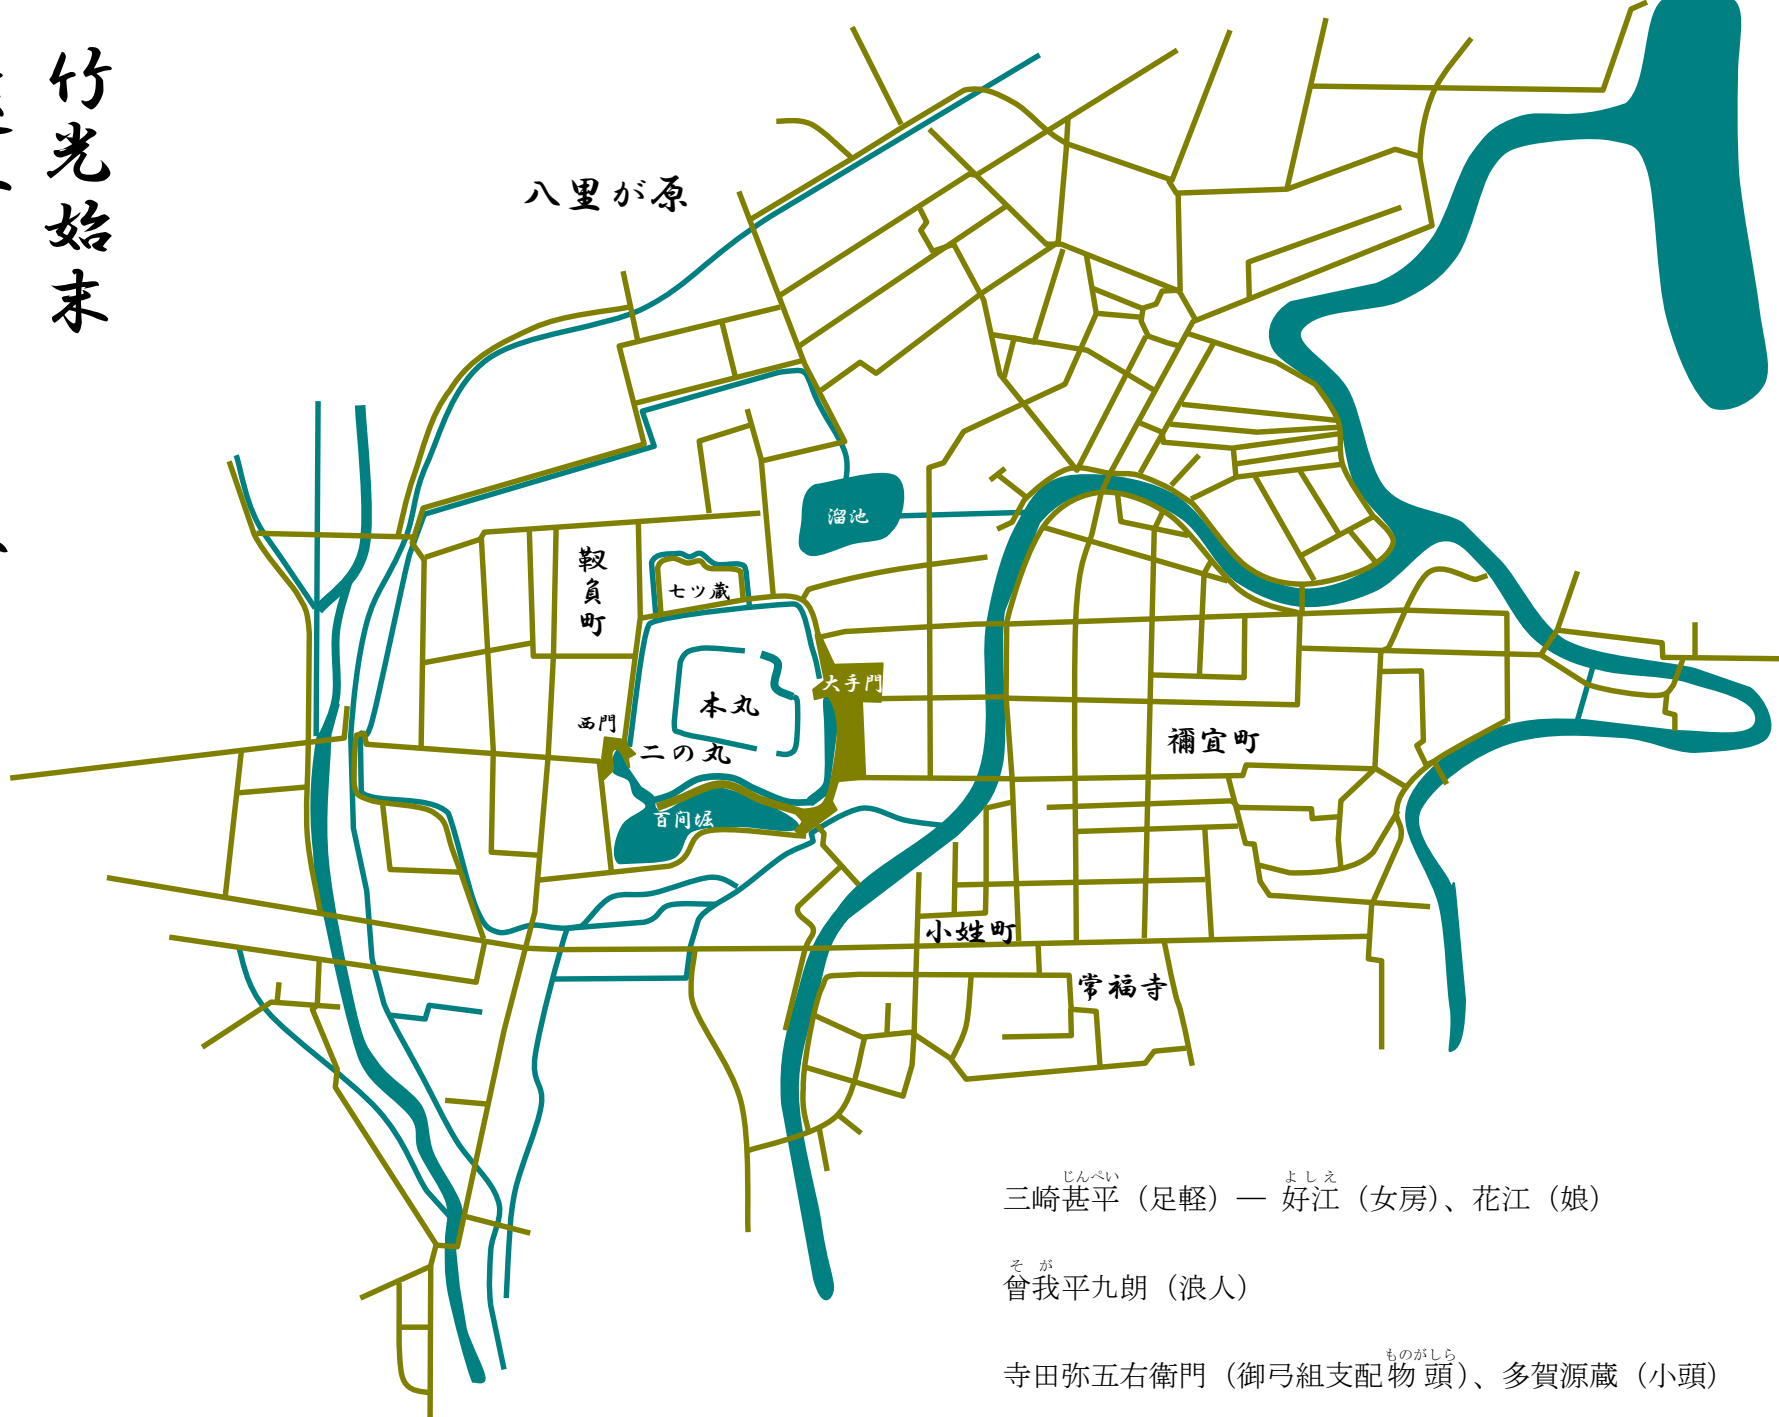 竹光始末
八里が原
溜池
靱負町
七ツ蔵
大手門
本丸
西門
二の丸
禰宜町
百间堀
小姓町
常福寺
じんぺい よしえ
三崎甚平（足軽）― 好江（女房）、花江（娘）
そが
曾我平九朗（浪人）
ものがしら
寺田弥五右衛門（御弓組支配物頭）、多賀源蔵（小頭）